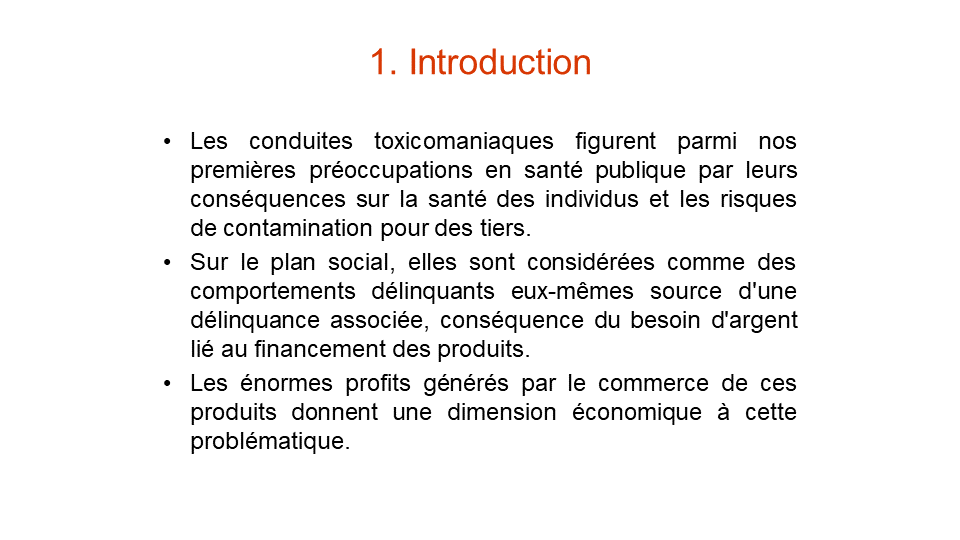 1. Introduction
• Les conduites toxicomaniaques figurent parmi nos
premières préoccupations en santé publique par leurs
conséquences sur la santé des individus et les risques
de contamination pour des tiers.
• Sur le plan social, elles sont considérées comme des
comportements délinquants eux-mêmes source d'une
délinquance associée, conséquence du besoin d'argent
lié au financement des produits.
• Les énormes profits générés par le commerce de ces
produits donnent une dimension économique à cette
problématique.